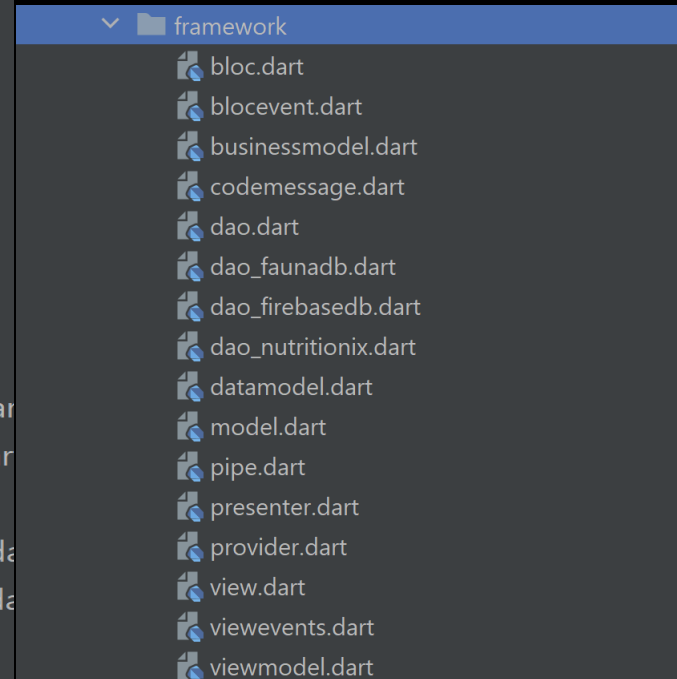 framework
bloc.dart
blocevent.dart
businessmodel.dart
codemessage.dart
dao.dart
dao_faunadb.dart
dao_firebasedb.dart
dao_nutritionix.dart
datamodel.dart
model.dart
pipe.dart
presenter.dart
provider.dart
view.dart
viewevents.dart
viewmodel.dart